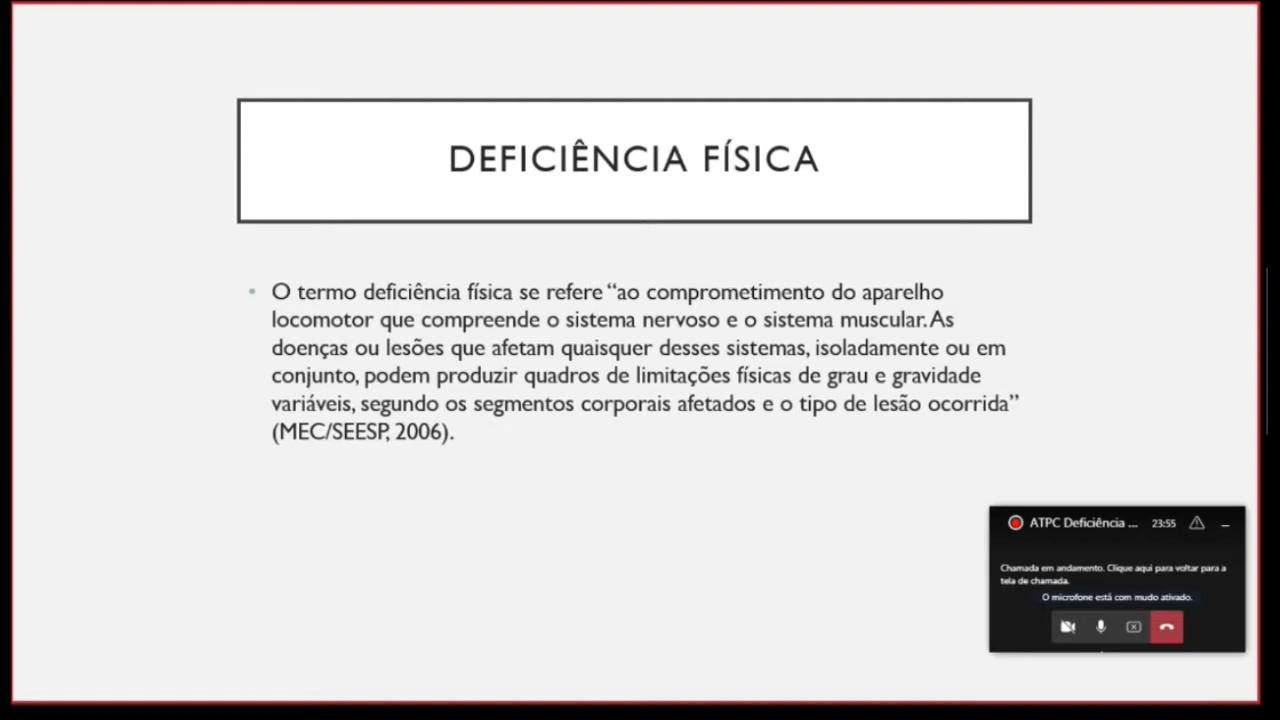 DEFICIÊNCIA FÍSICA
• O termo deficiência física se refere “ao comprometimento do aparelho
locomotor que compreende o sistema nervoso e o sistema muscular. As
doenças ou lesões que afetam quaisquer desses sistemas, isoladamente ou em
conjunto, podem produzir quadros de limitações físicas de grau e gravidade
variáveis, segundo os segmentos corporais afetados e o tipo de lesão ocorrida”
(MEC/SEESP, 2006).
ATPC Deficiência ... 23:55
Chamada em andamento. Clique aqui para voltar para a
tela de chamada.
O microfone está com mudo ativado.